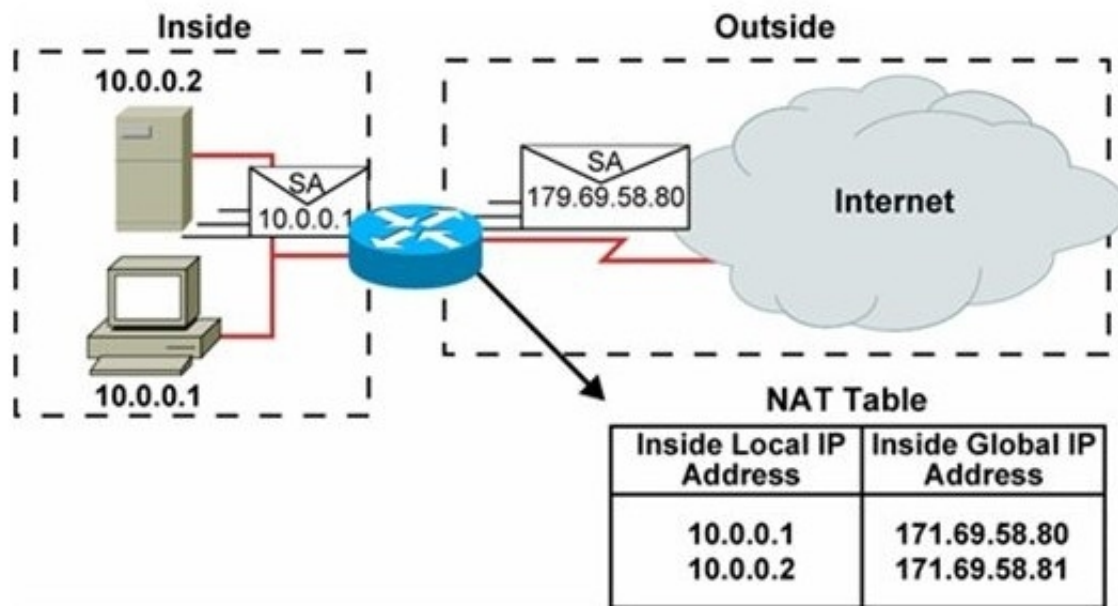 Inside
Outside
10.0.0.2
SA
10.0.0.1
SA
179.69.58.80
Internet
10.0.0.1
NAT Table
Inside Local IP Address
Inside Global IP Address
10.0.0.1
171.69.58.80
10.0.0.2
171.69.58.81